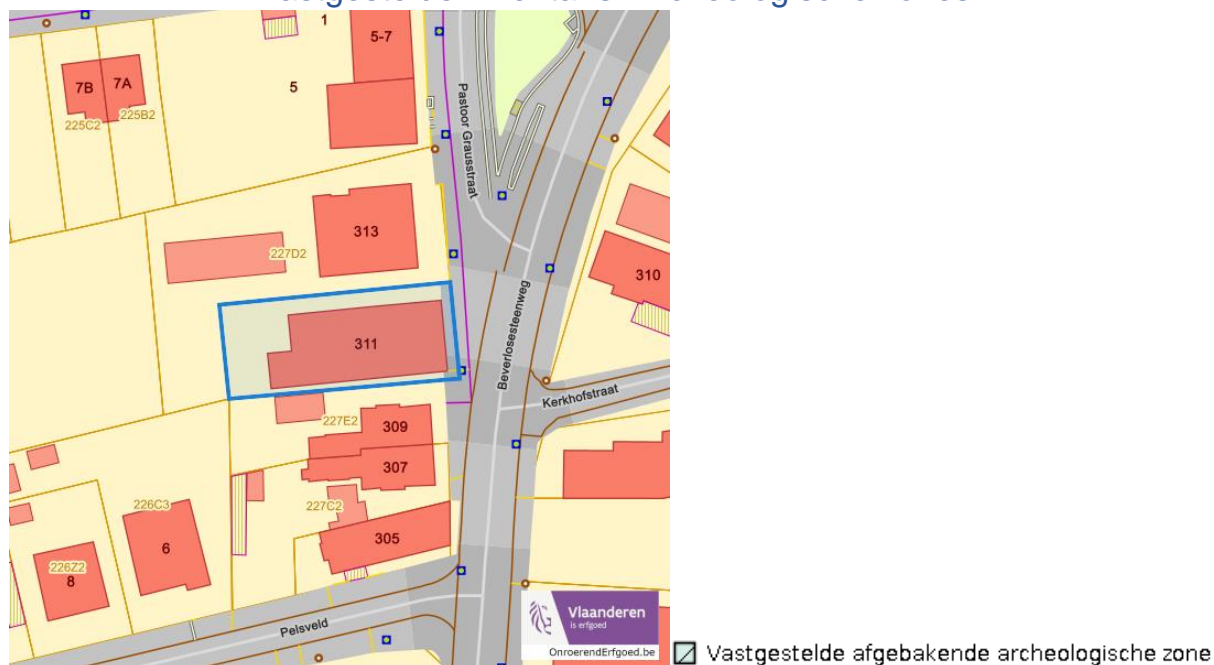 1
5-7
5
7B
7A
225C2
225B2
Pastoor Grausstraat
313
227D2
310
311
Beverlosesteenweg
Kerkhofstraat
227E2
309
307
226C3
227C2
6
305
226Z2
8
Pelsveld
Vlaanderen
is erfgoed
OnroerendErfgoed.be
Vastgestelde afgebakende archeologische zone